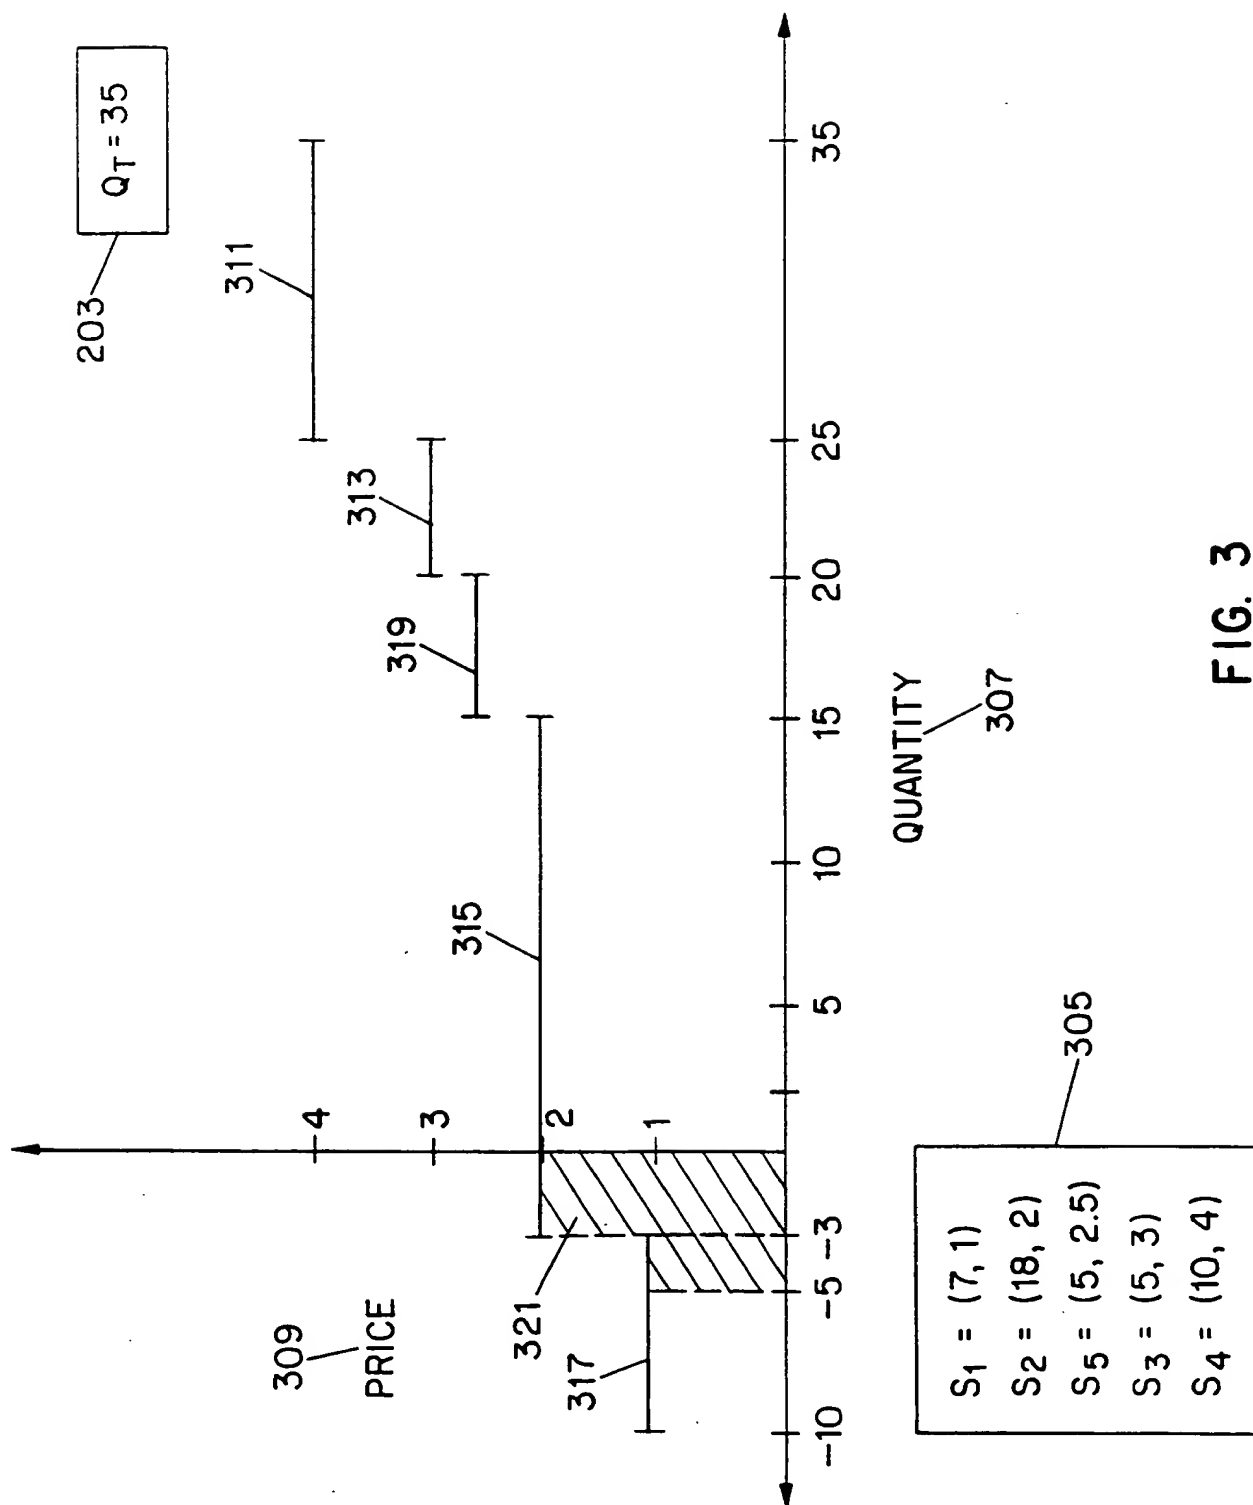 203
QT = 35
311
313
319
315
321
317
309
PRICE
4
3
2
1
-10
-5
-3
5
10
15
20
25
35
QUANTITY
307
305
S1 = (7, 1)
S2 = (18, 2)
S5 = (5, 2.5)
S3 = (5, 3)
S4 = (10, 4)
FIG. 3